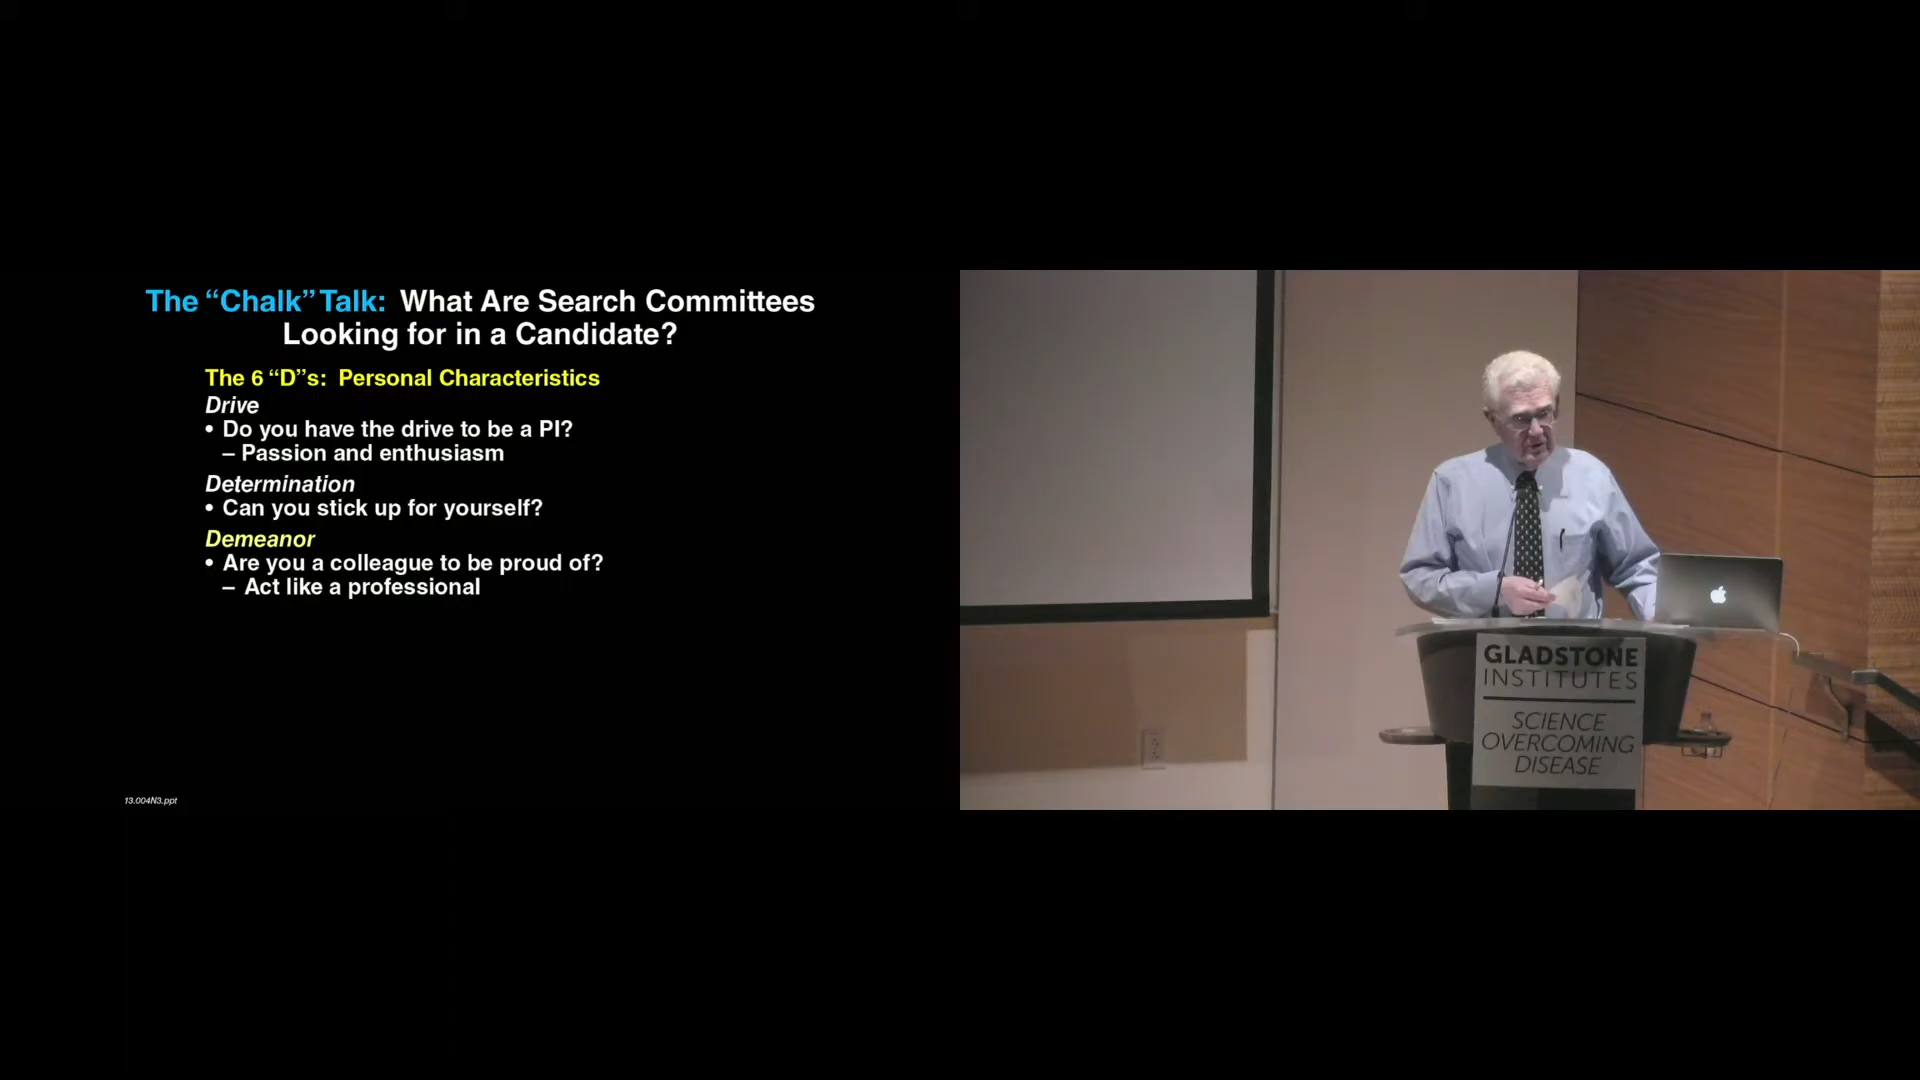 The “Chalk” Talk: What Are Search Committees
Looking for in a Candidate?
The 6 “D”s: Personal Characteristics
Drive
• Do you have the drive to be a PI?
– Passion and enthusiasm
Determination
• Can you stick up for yourself?
Demeanor
• Are you a colleague to be proud of?
– Act like a professional
13.004N3.ppt
GLADSTONE
INSTITUTES
SCIENCE
OVERCOMING
DISEASE